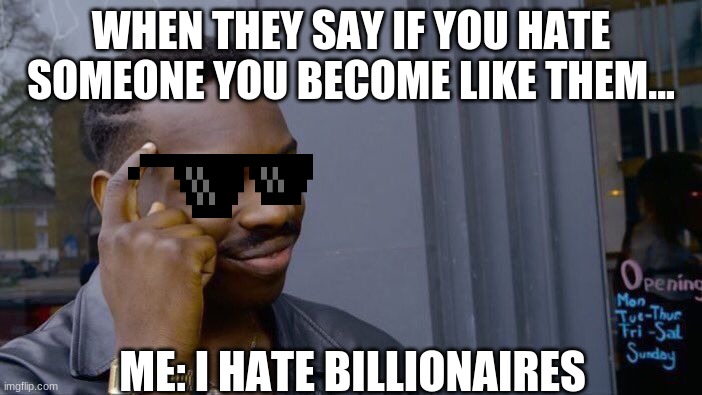 WHEN THEY SAY IF YOU HATE
SOMEONE YOU BECOME LIKE THEM...
Opening
Mon
Tue-Thur
Fri-Sat
Sunday
ME: I HATE BILLIONAIRES
imgflip.com